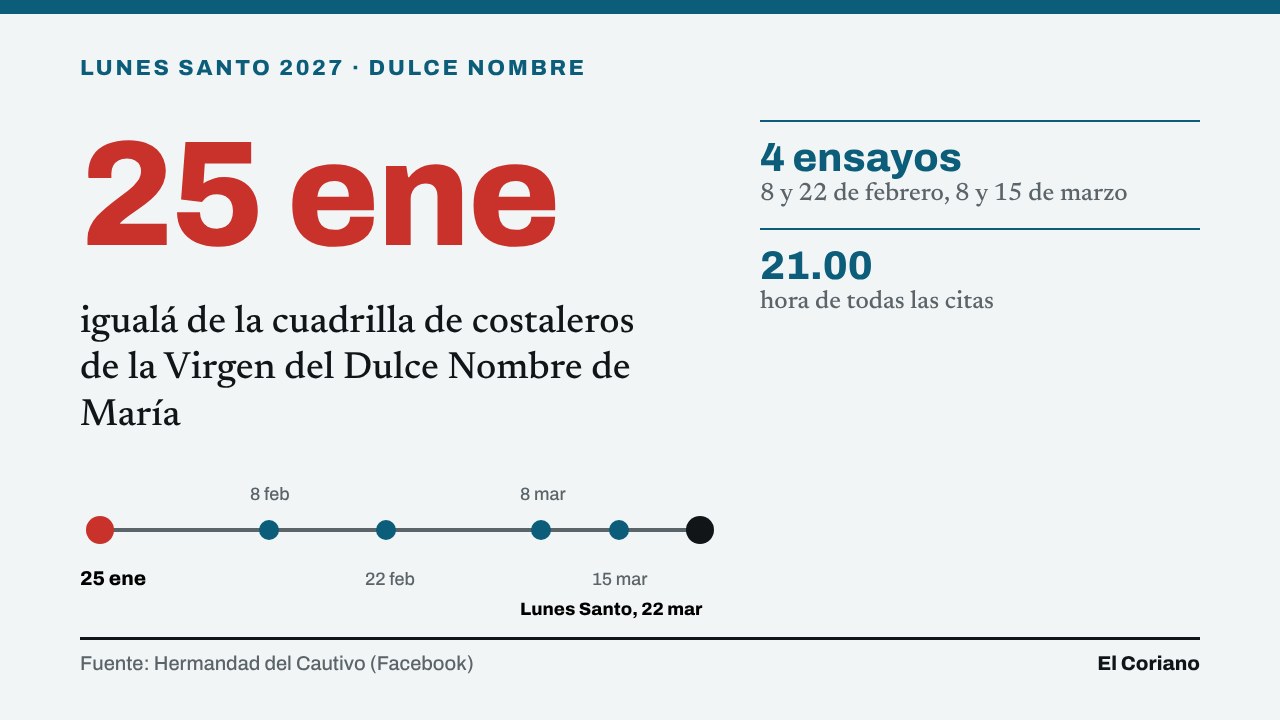 LUNES SANTO 2027 · DULCE NOMBRE
25 ene
igualá de la cuadrilla de costaleros
de la Virgen del Dulce Nombre de
María
4 ensayos
8 y 22 de febrero, 8 y 15 de marzo
21.00
hora de todas las citas
8 feb
8 mar
25 ene
22 feb
15 mar
Lunes Santo, 22 mar
Fuente: Hermandad del Cautivo (Facebook)
El Coriano